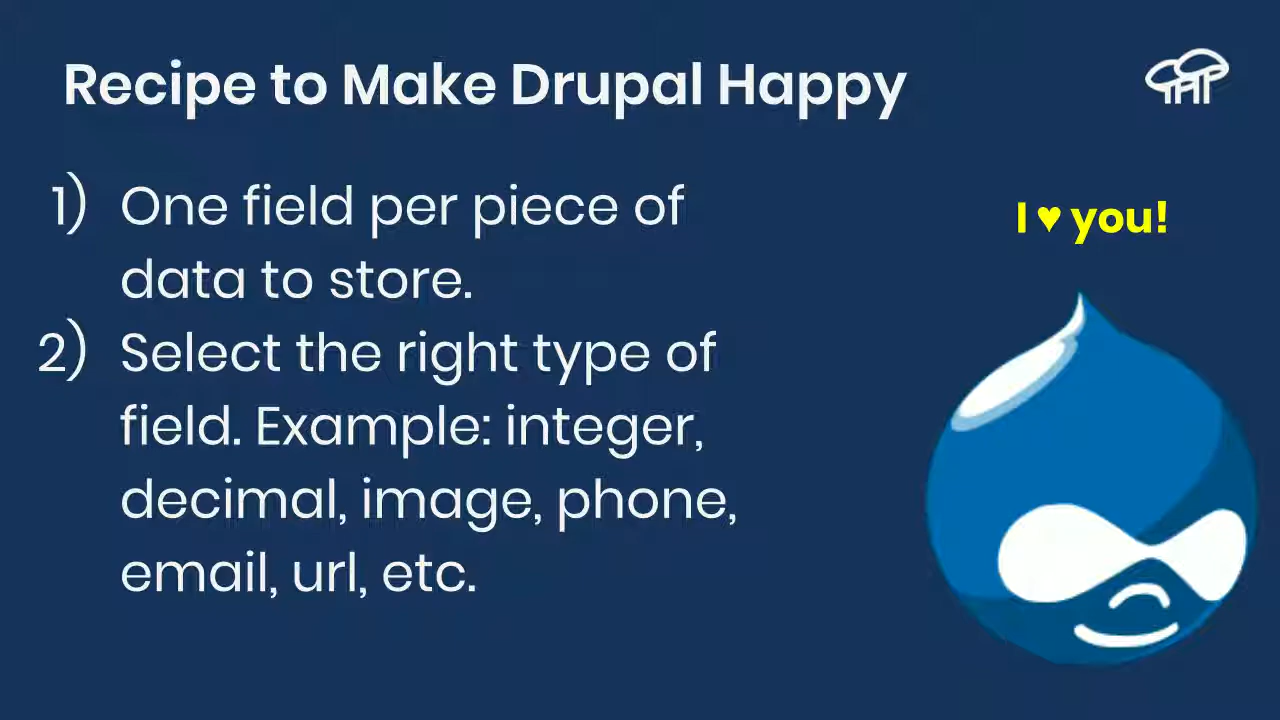 Recipe to Make Drupal Happy
1) One field per piece of
data to store.
2) Select the right type of
field. Example: integer,
decimal, image, phone,
email, url, etc.
I ♥ you!